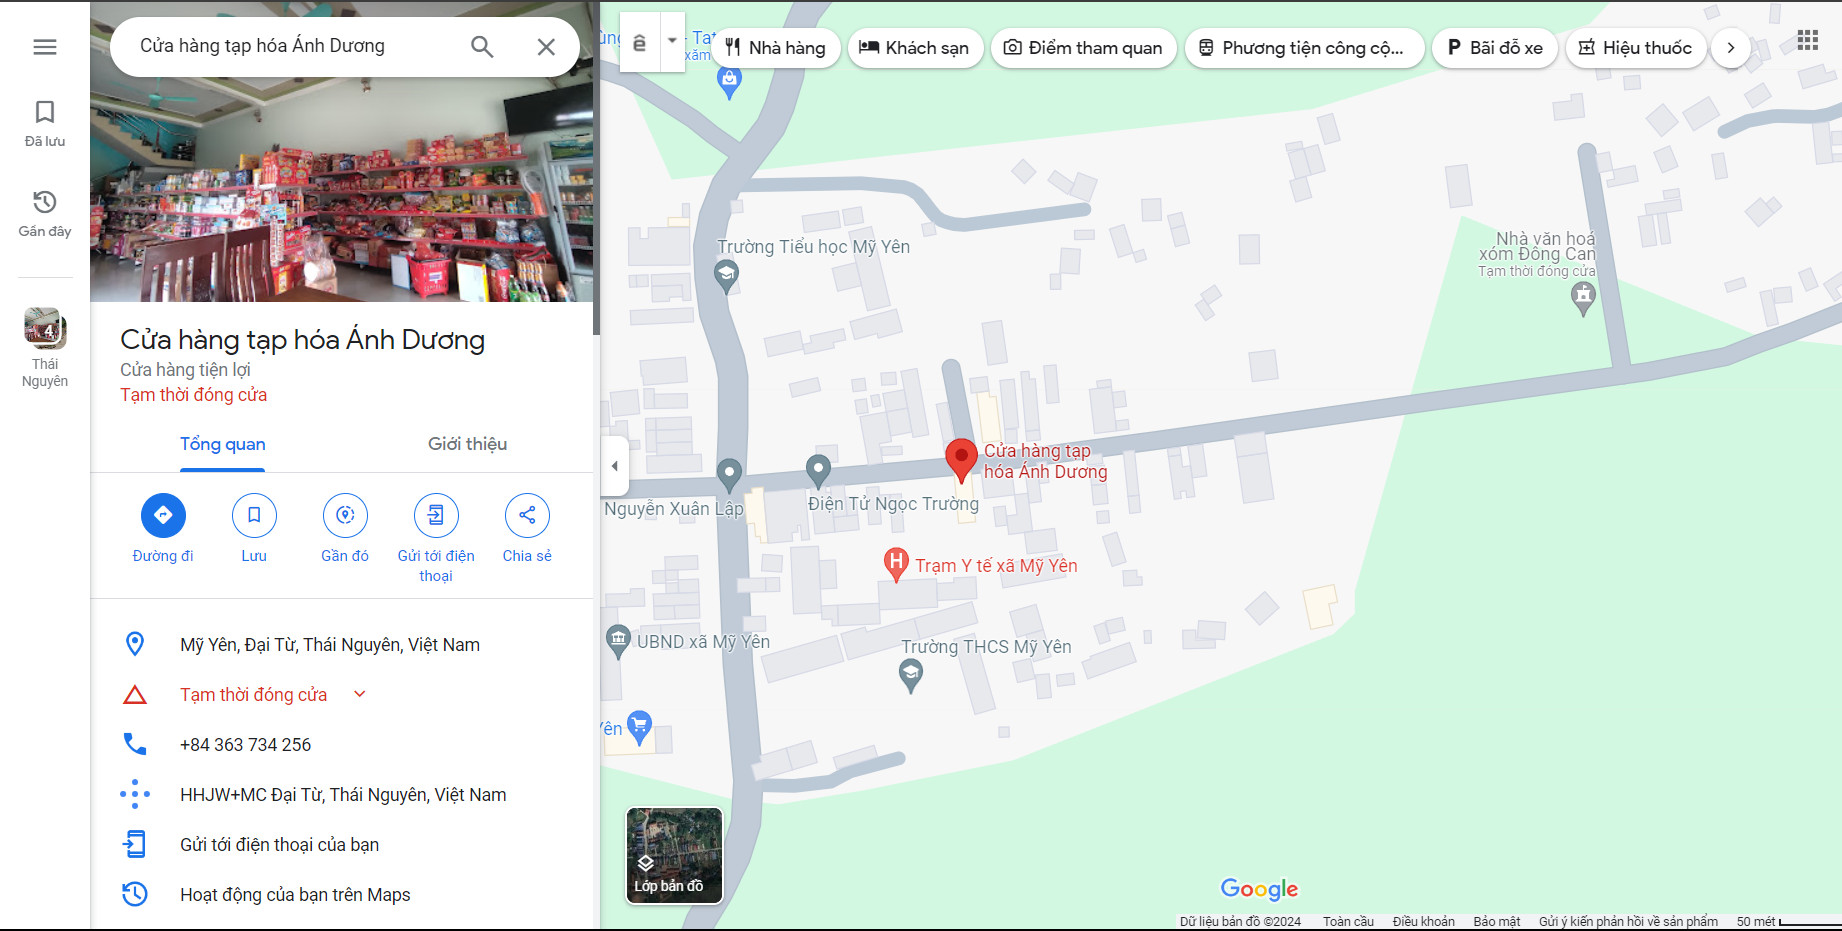 Cửa hàng tạp hóa Ánh Dương
Đã lưu
Gần đây
4
Thái
Nguyên
Cửa hàng tạp hóa Ánh Dương
Cửa hàng tiện lợi
Tạm thời đóng cửa
Tổng quan
Giới thiệu
Đường đi
Lưu
Gần đó
Gửi tới điện
thoại
Chia sẻ
Mỹ Yên, Đại Từ, Thái Nguyên, Việt Nam
Tạm thời đóng cửa
+84 363 734 256
HHJW+MC Đại Từ, Thái Nguyên, Việt Nam
Gửi tới điện thoại của bạn
Hoạt động của bạn trên Maps
ê
Nhà hàng
Khách sạn
Điểm tham quan
Phương tiện công cộ...
P Bãi đỗ xe
Hiệu thuốc
- Tat
xăm
Trường Tiểu học Mỹ Yên
Nhà văn hoá
xóm Đồng Can
Tạm thời đóng cửa
Cửa hàng tạp
hóa Ánh Dương
Nguyễn Xuân Lập
Điện Tử Ngọc Trường
H Trạm Y tế xã Mỹ Yên
UBND xã Mỹ Yên
Trường THCS Mỹ Yên
Yên
Lớp bản đồ
Google
Dữ liệu bản đồ ©2024
Toàn cầu
Điều khoản
Bảo mật
Gửi ý kiến phản hồi về sản phẩm
50 mét